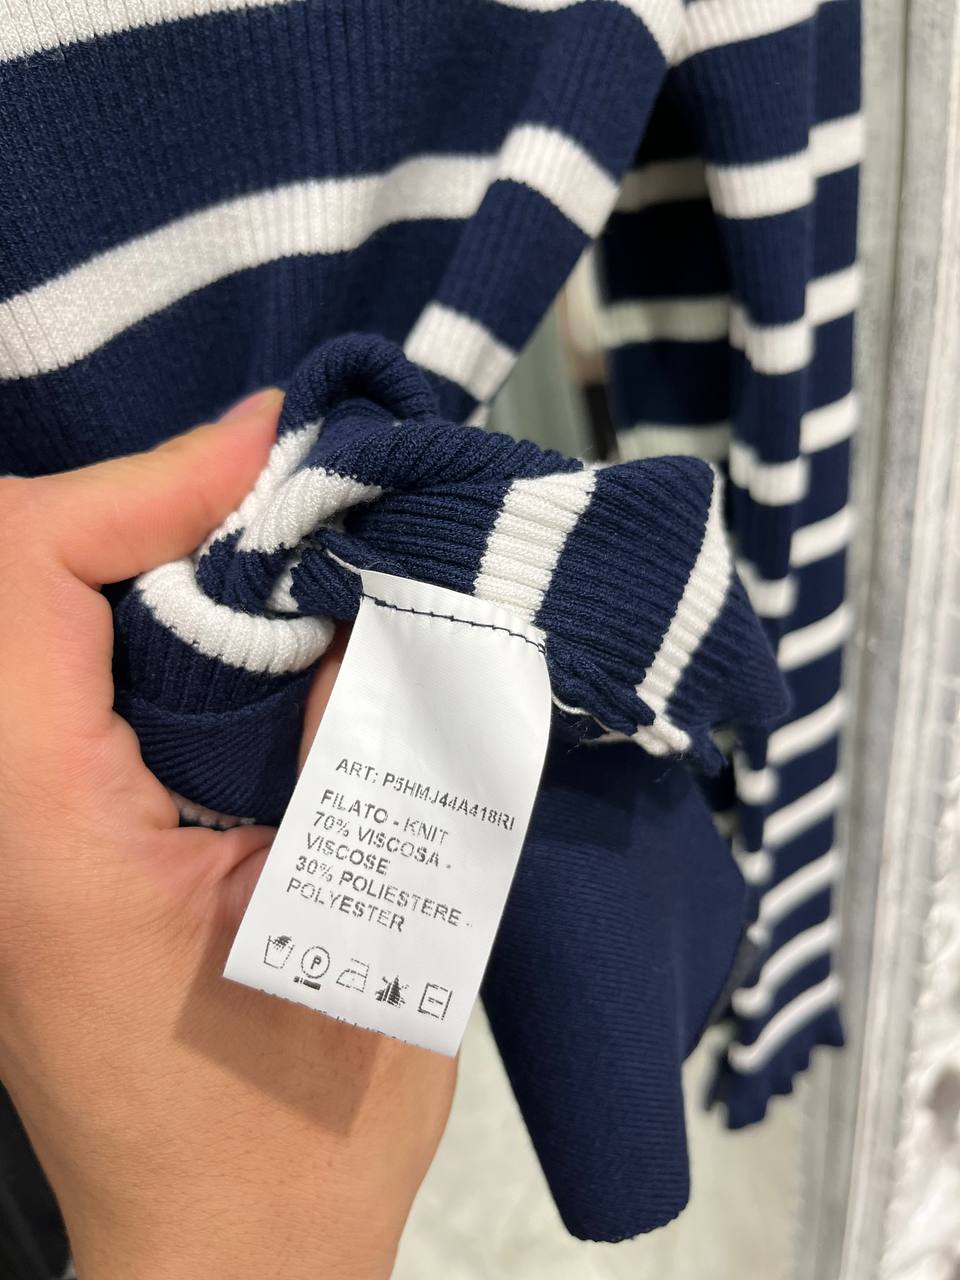 ART: P5HMJ44A418RI
FILATO - KNIT
70% VISCOSA -
VISCOSE
30% POLIESTERE -
POLYESTER
P